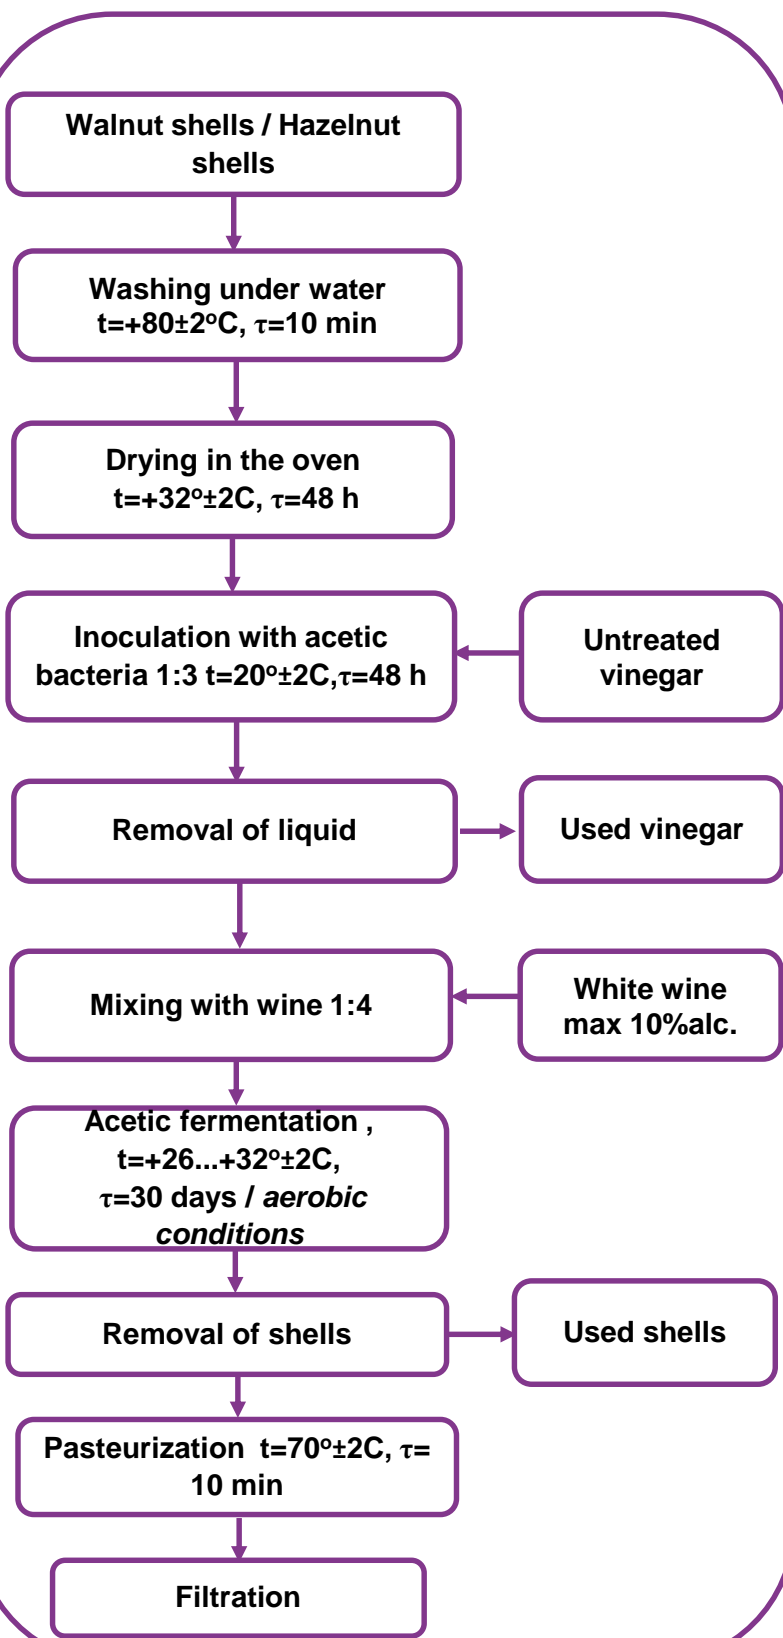 Walnut shells / Hazelnut
shells
Washing under water
t=+80±2ºC, τ=10 min
Drying in the oven
t=+32º±2C, τ=48 h
Inoculation with acetic
bacteria 1:3 t=20º±2C,τ=48 h
Untreated
vinegar
Removal of liquid
Used vinegar
Mixing with wine 1:4
White wine
max 10%alc.
Acetic fermentation ,
t=+26...+32º±2C,
τ=30 days / aerobic
conditions
Removal of shells
Used shells
Pasteurization t=70º±2C, τ=
10 min
Filtration